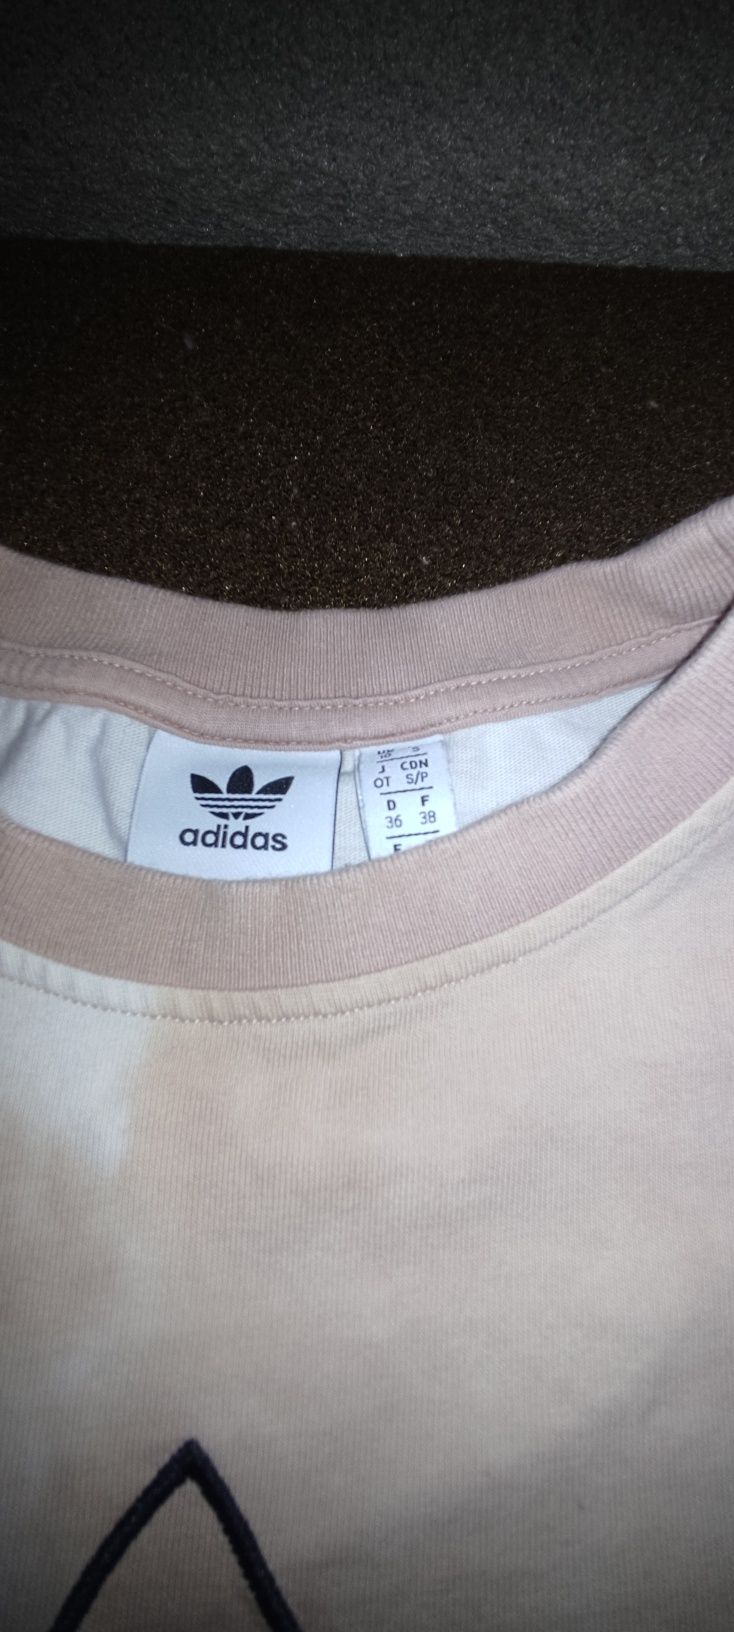 adidas
J CDN
OT S/P
D F
36 38